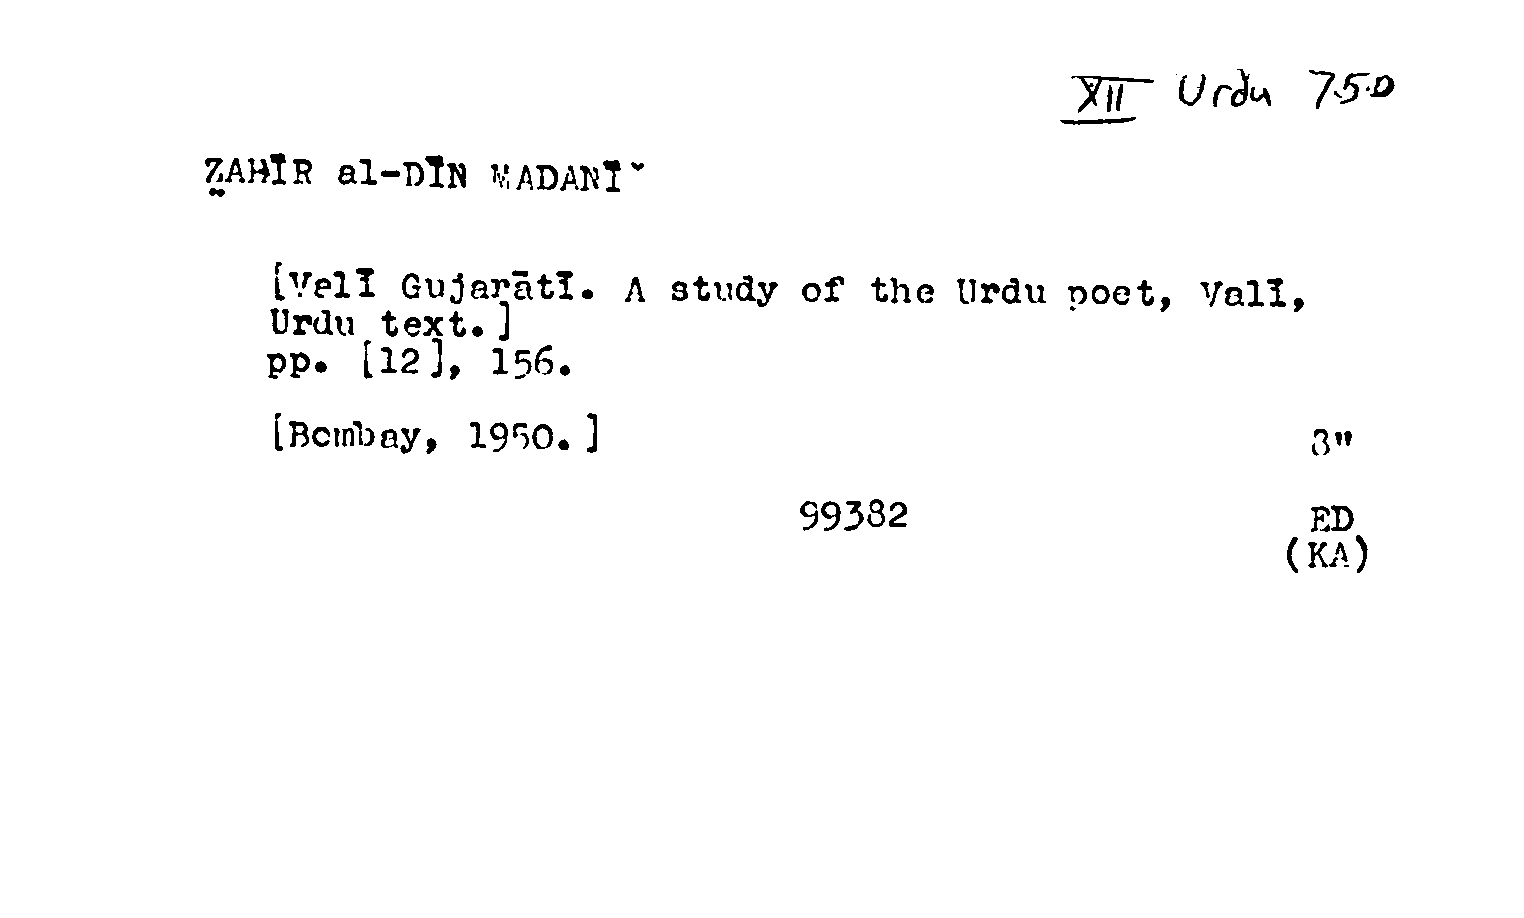 XII Urdu 750
Z̤AHĪR al-DĪN MADANĪ
[Valī Gujarātī. A study of the Urdu poet, Valī,
Urdu text.]
pp. [12], 156.
[Bombay, 1950.]
8"
99382 ED
(KA)